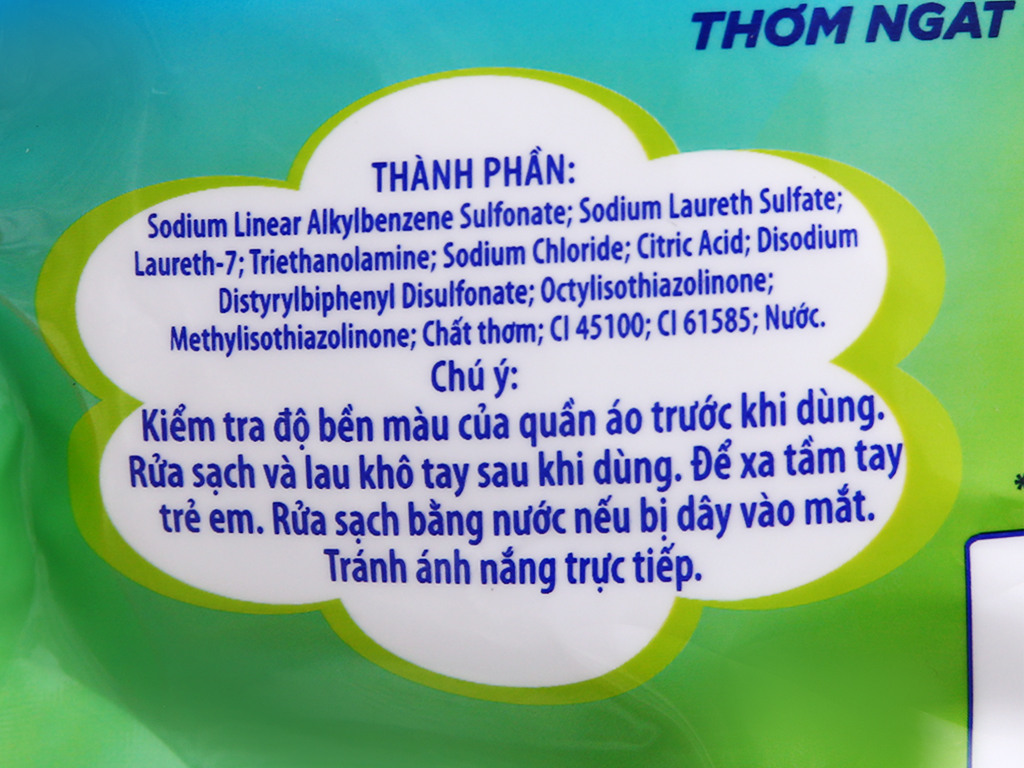 THƠM NGÁT
THÀNH PHẦN:
Sodium Linear Alkylbenzene Sulfonate; Sodium Laureth Sulfate;
Laureth-7; Triethanolamine; Sodium Chloride; Citric Acid; Disodium
Distyrylbiphenyl Disulfonate; Octylisothiazolinone;
Methylisothiazolinone; Chất thơm; CI 45100; CI 61585; Nước.
Chú ý:
Kiểm tra độ bền màu của quần áo trước khi dùng.
Rửa sạch và lau khô tay sau khi dùng. Để xa tầm tay
trẻ em. Rửa sạch bằng nước nếu bị dây vào mắt.
Tránh ánh nắng trực tiếp.
*